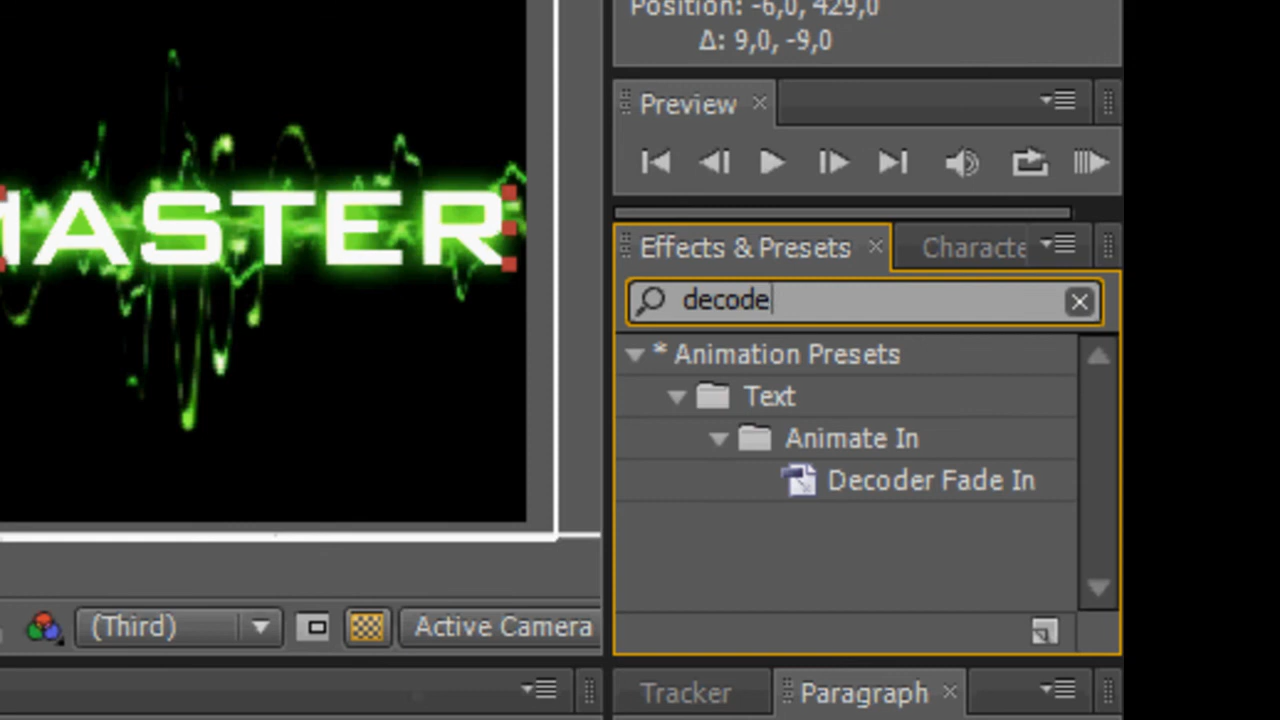 Position: -6,0, 429,0
Δ: 9,0, -9,0
Preview
MASTER
Effects & Presets
Characte
decode
* Animation Presets
Text
Animate In
Decoder Fade In
(Third)
Active Camera
Tracker
Paragraph